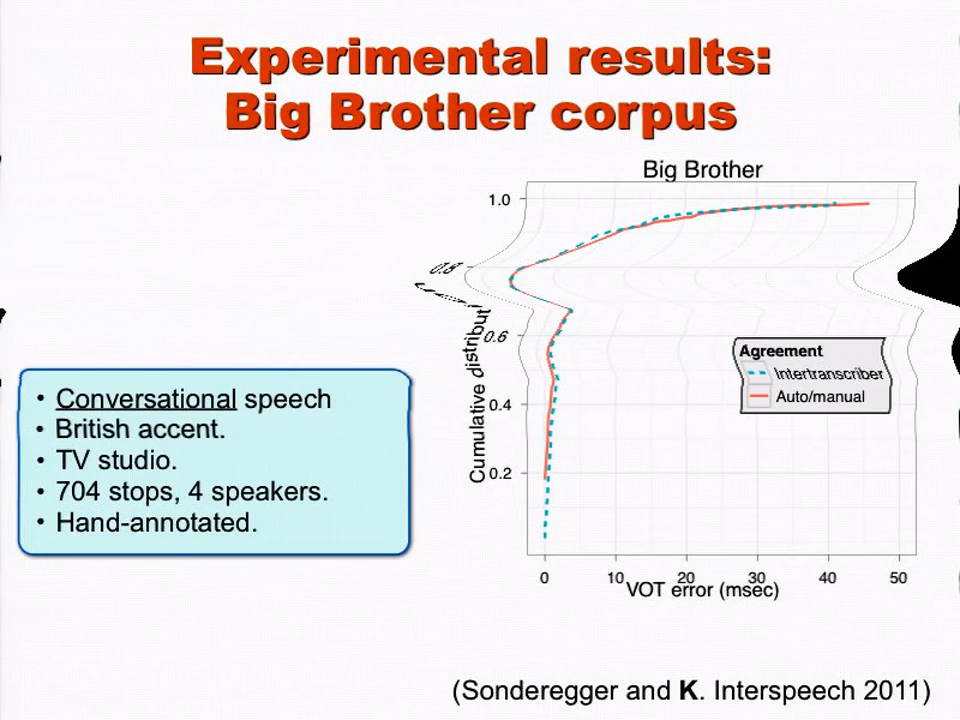 Experimental results:
Big Brother corpus
Big Brother
1.0
0.8
0.6
0.4
0.2
Cumulative
Agreement
Intertranscriber
Auto/manual
0 10 20 30 40 50
VOT error (msec)
• Conversational speech
• British accent.
• TV studio.
• 704 stops, 4 speakers.
• Hand-annotated.
(Sonderegger and K. Interspeech 2011)